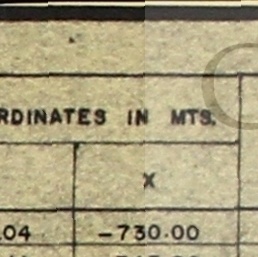 RDINATES IN MTS.
X
.04 -730.00